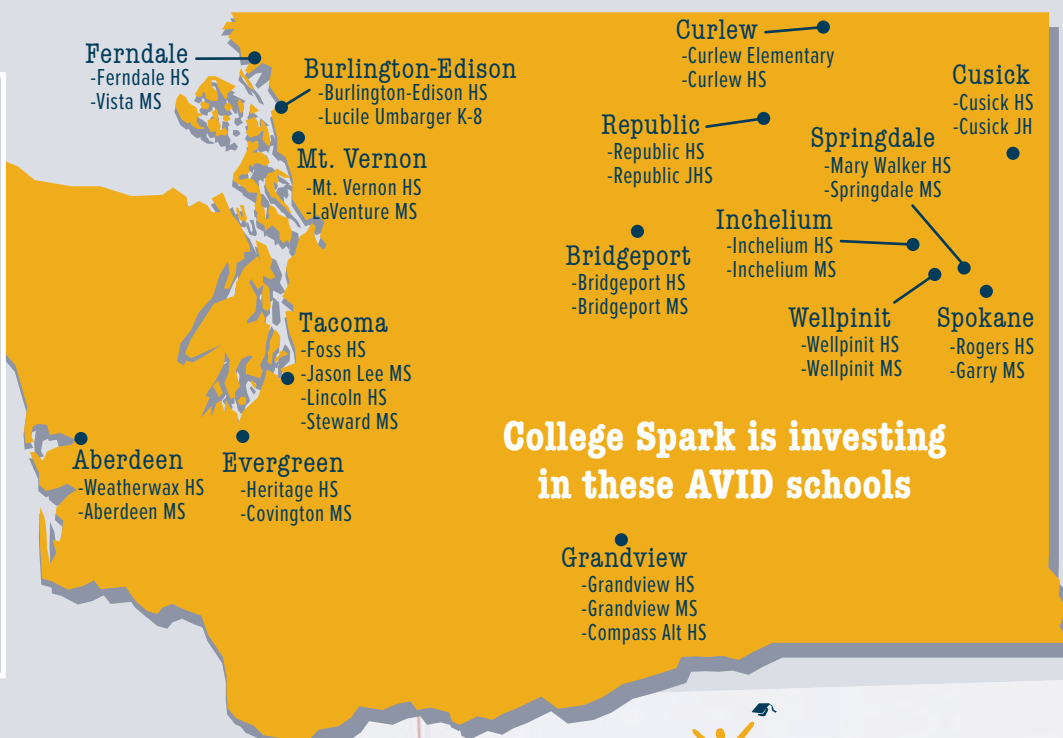 Ferndale
-Ferndale HS
-Vista MS
Burlington-Edison
-Burlington-Edison HS
-Lucile Umbarger K-8
Mt. Vernon
-Mt. Vernon HS
-LaVenture MS
Tacoma
-Foss HS
-Jason Lee MS
-Lincoln HS
-Steward MS
Aberdeen
-Weatherwax HS
-Aberdeen MS
Evergreen
-Heritage HS
-Covington MS
Curlew
-Curlew Elementary
-Curlew HS
Republic
-Republic HS
-Republic JHS
Cusick
-Cusick HS
-Cusick JH
Springdale
-Mary Walker HS
-Springdale MS
Inchelium
-Inchelium HS
-Inchelium MS
Bridgeport
-Bridgeport HS
-Bridgeport MS
Wellpinit
-Wellpinit HS
-Wellpinit MS
Spokane
-Rogers HS
-Garry MS
College Spark is investing
in these AVID schools
Grandview
-Grandview HS
-Grandview MS
-Compass Alt HS